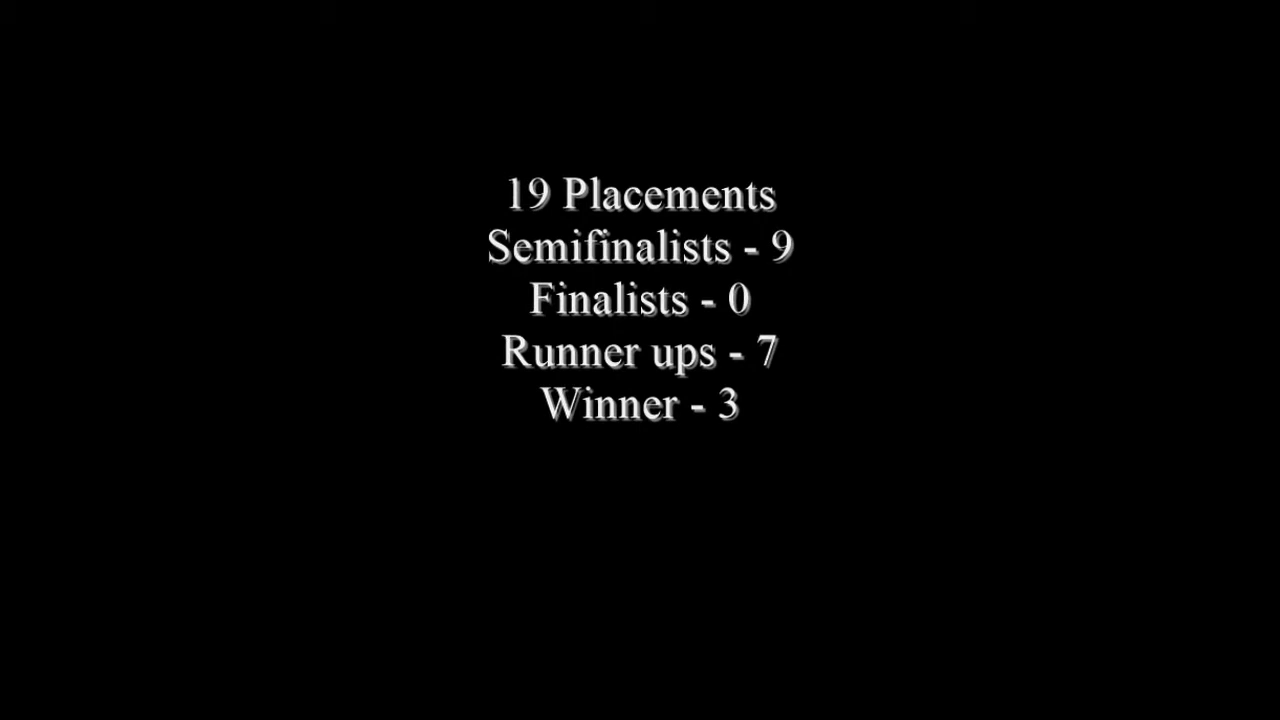 19 Placements
Semifinalists - 9
Finalists - 0
Runner ups - 7
Winner - 3